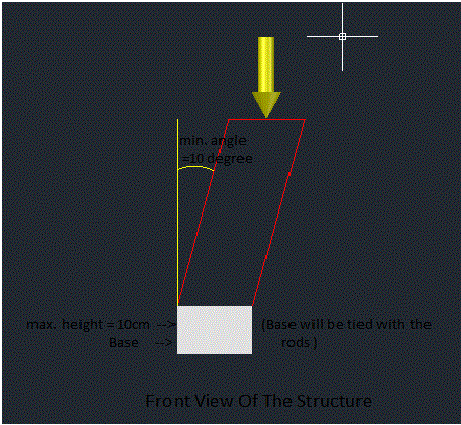 min. angle
=10 degree
max. height = 10cm -->
(Base will be tied with the
Base -->
rods )
Front View Of The Structure